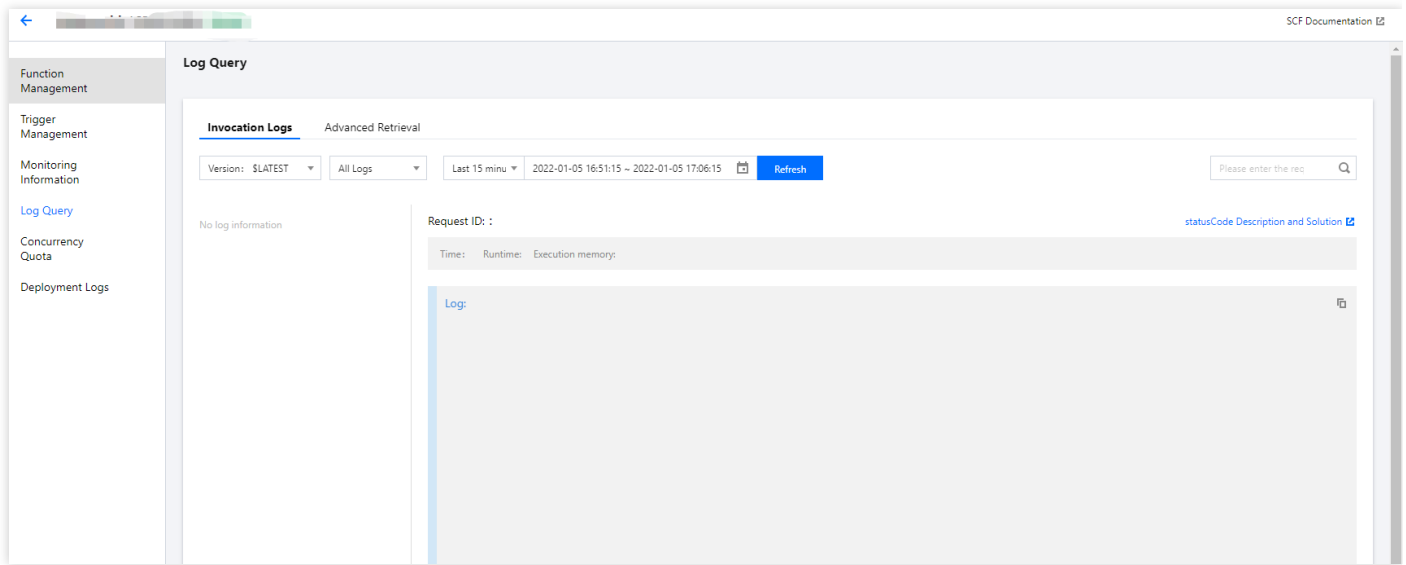 SCF Documentation
Function
Management
Trigger
Management
Monitoring
Information
Log Query
Concurrency
Quota
Deployment Logs
Log Query
Invocation Logs
Advanced Retrieval
Version: $LATEST
All Logs
Last 15 minu
2022-01-05 16:51:15 ~ 2022-01-05 17:06:15
Refresh
Please enter the req
No log information
Request ID: :
statusCode Description and Solution
Time: Runtime: Execution memory:
Log: